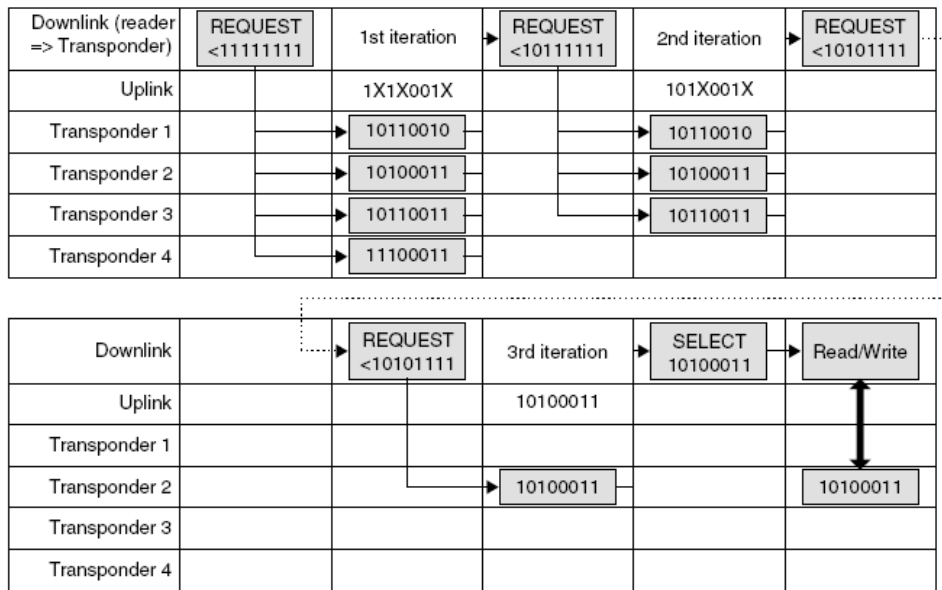 Downlink (reader => Transponder)
REQUEST <11111111
1st iteration
REQUEST <10111111
2nd iteration
REQUEST <10101111
Uplink
1X1X001X
101X001X
Transponder 1
10110010
10110010
Transponder 2
10100011
10100011
Transponder 3
10110011
10110011
Transponder 4
11100011
Downlink
REQUEST <10101111
3rd iteration
SELECT 10100011
Read/Write
Uplink
10100011
Transponder 1
Transponder 2
10100011
10100011
Transponder 3
Transponder 4